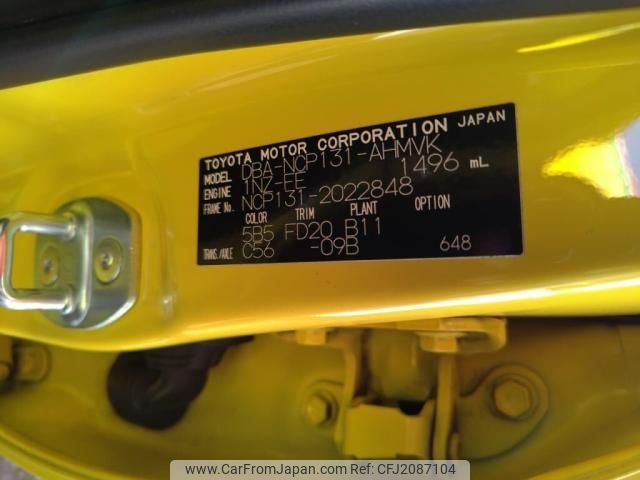 TOYOTA MOTOR CORPORATION JAPAN
MODEL DBA-NCP131-AHMVK
ENGINE 1NZ-FE 1496 mL
FRAME No. NCP131-2022848
COLOR TRIM PLANT OPTION
5B5 FD20 B11
TRANS./AXLE C56 -09B 648
www.CarFromJapan.com | Ref. No: CFJ2087104